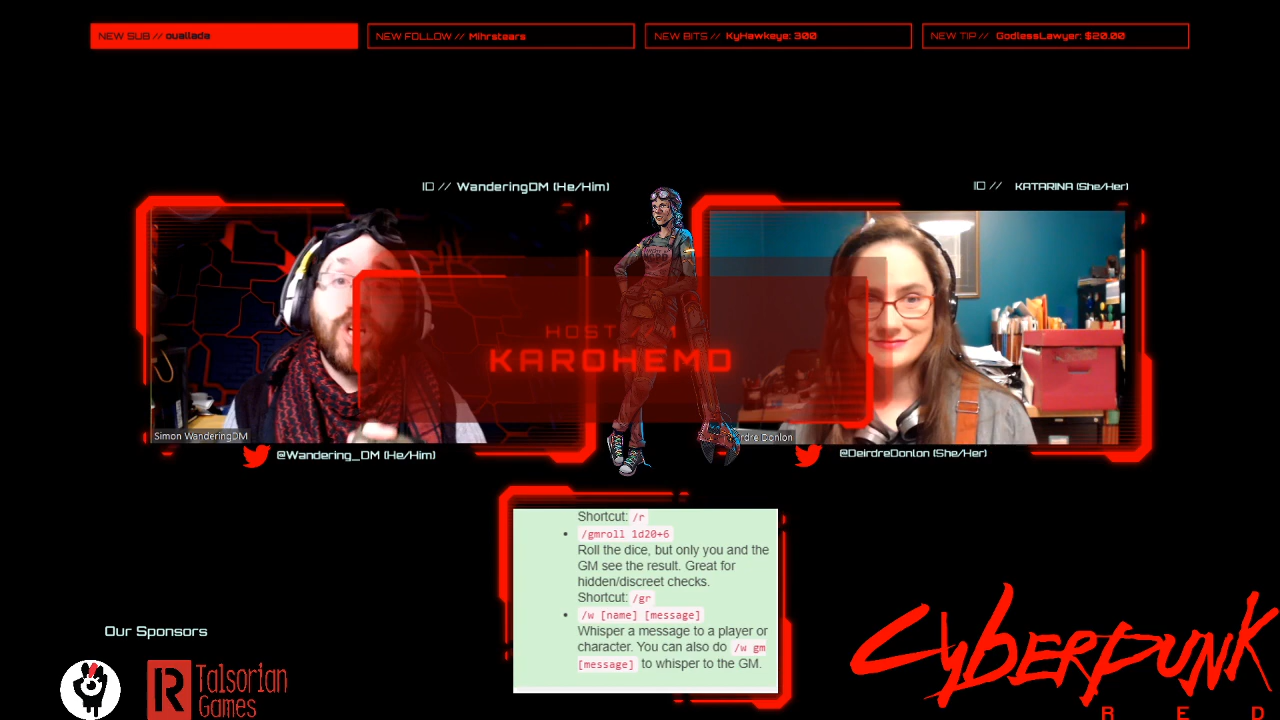 NEW SUB // ouallada
NEW FOLLOW // Mihrstears
NEW BITS // KyHawkeye: 300
NEW TIP // GodlessLawyer: $20.00
ID // WanderingDM (He/Him)
ID // KATARINA (She/Her)
HOST // 1
KAROHEMD
Simon WanderingDM
rdre Donlon
@Wandering_DM (He/Him)
@DeirdreDonlon (She/Her)
Shortcut: /r
• /gmroll 1d20+6
Roll the dice, but only you and the
GM see the result. Great for
hidden/discreet checks.
Shortcut: /gr
• /w [name] [message]
Whisper a message to a player or
character. You can also do /w gm
[message] to whisper to the GM.
Our Sponsors
R Talsorian
Games
CYBERPUNK
RED